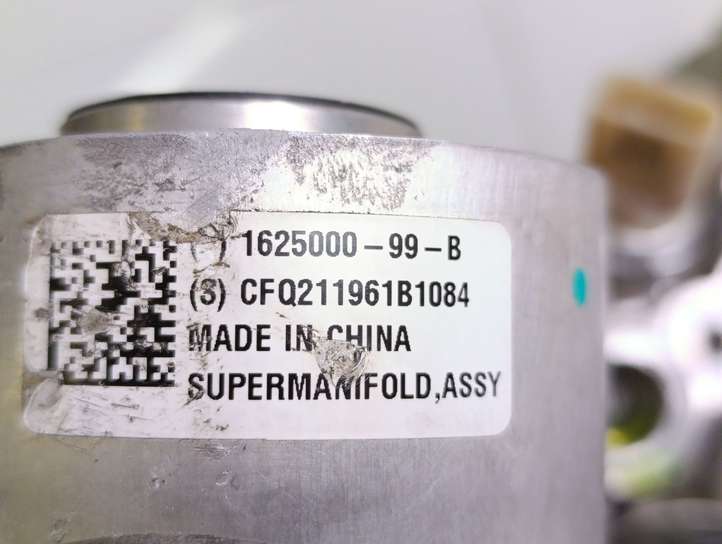 1625000-99-B
(S) CFQ211961B1084
MADE IN CHINA
SUPERMANIFOLD,ASSY